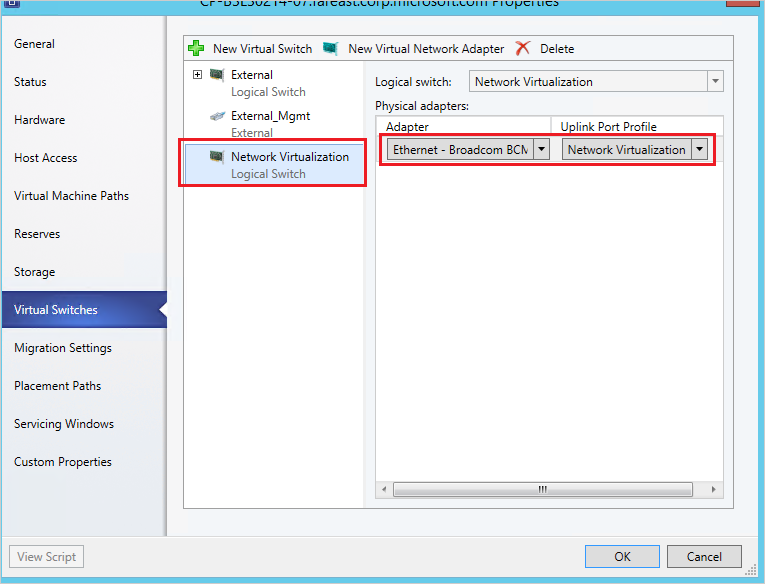 CP-B3L30214-07.fareast.corp.microsoft.com Properties
General
Status
Hardware
Host Access
Virtual Machine Paths
Reserves
Storage
Virtual Switches
Migration Settings
Placement Paths
Servicing Windows
Custom Properties
New Virtual Switch New Virtual Network Adapter Delete
External
Logical Switch
External_Mgmt
External
Network Virtualization
Logical Switch
Logical switch: Network Virtualization
Physical adapters:
Adapter Uplink Port Profile
Ethernet - Broadcom BCM Network Virtualization
View Script OK Cancel